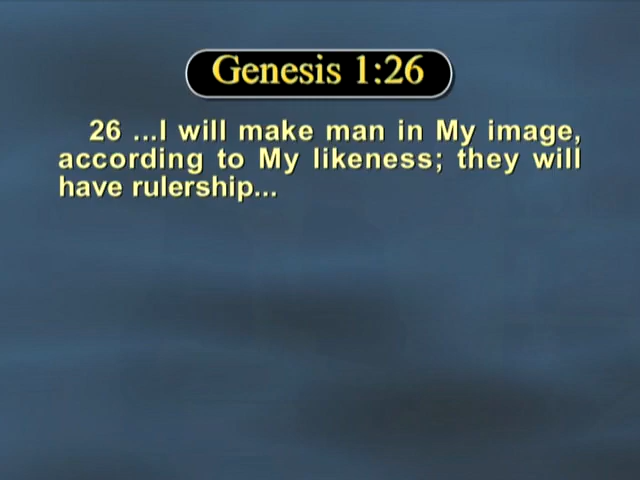 Genesis 1:26
26 ...I will make man in My image,
according to My likeness; they will
have rulership...